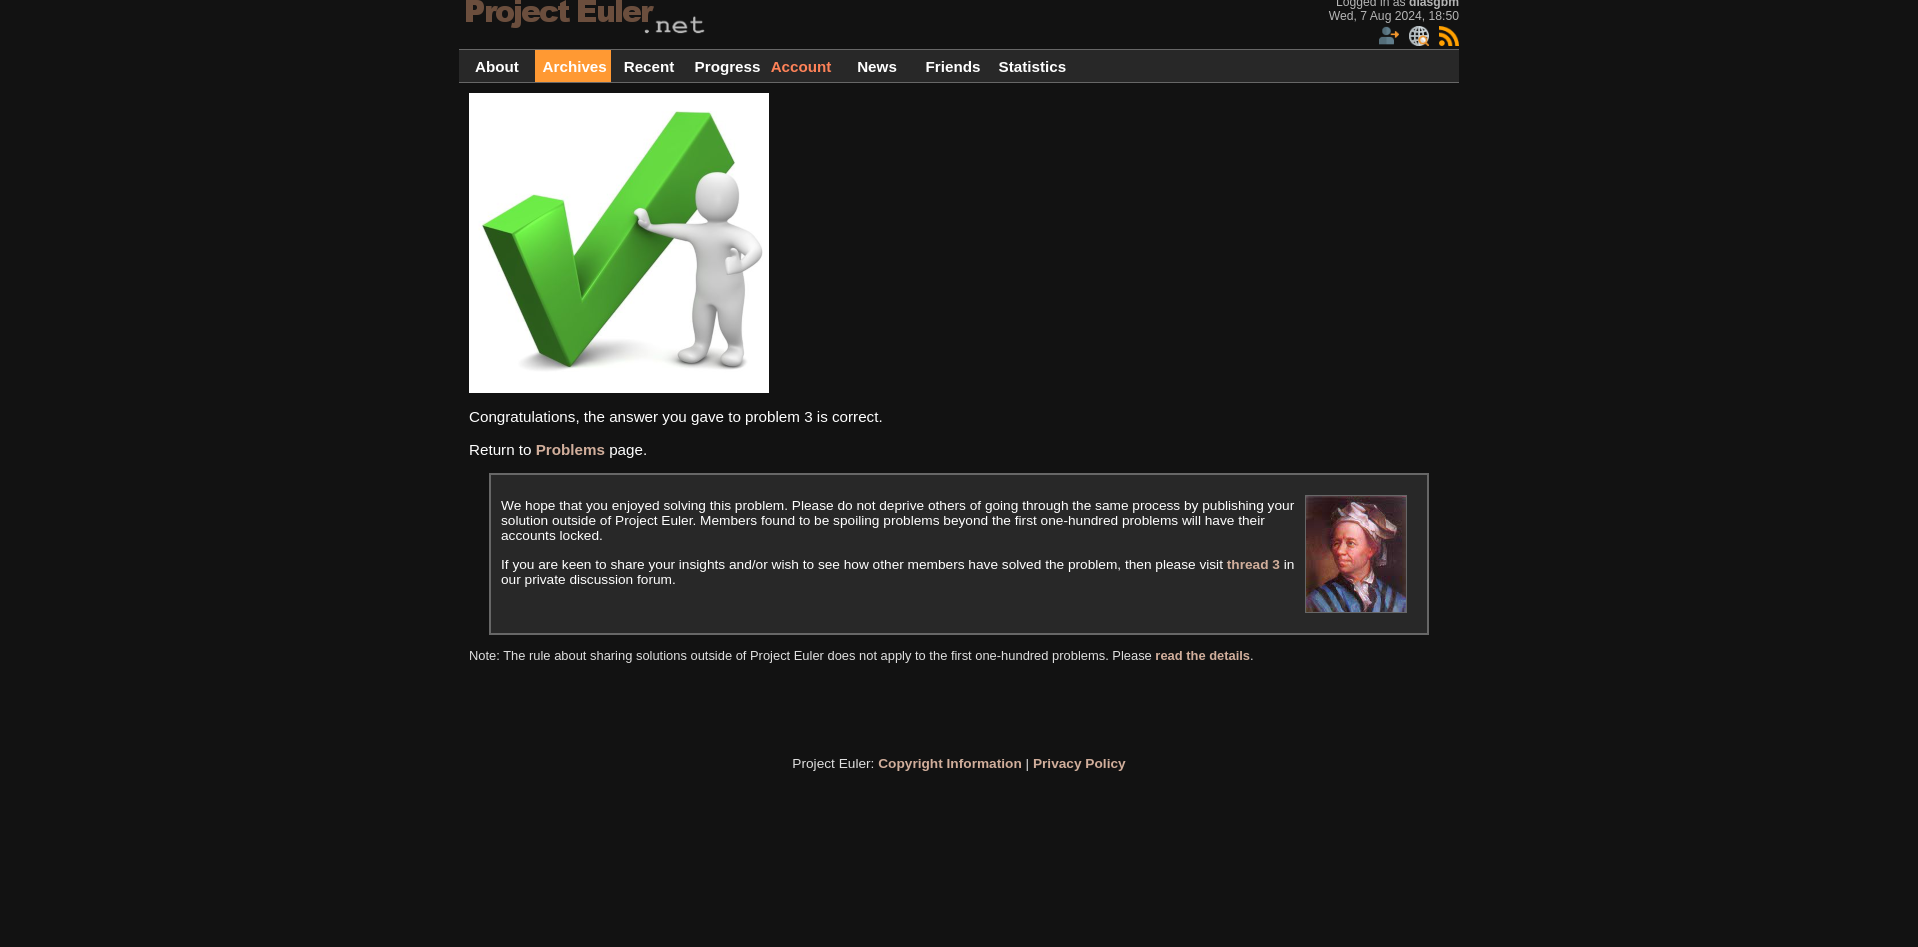 Project Euler
.net
Logged in as diasgbm
Wed, 7 Aug 2024, 18:50
About Archives Recent Progress Account News Friends Statistics
Congratulations, the answer you gave to problem 3 is correct.
Return to Problems page.
We hope that you enjoyed solving this problem. Please do not deprive others of going through the same process by publishing your
solution outside of Project Euler. Members found to be spoiling problems beyond the first one-hundred problems will have their
accounts locked.
If you are keen to share your insights and/or wish to see how other members have solved the problem, then please visit thread 3 in
our private discussion forum.
Note: The rule about sharing solutions outside of Project Euler does not apply to the first one-hundred problems. Please read the details.
Project Euler: Copyright Information | Privacy Policy